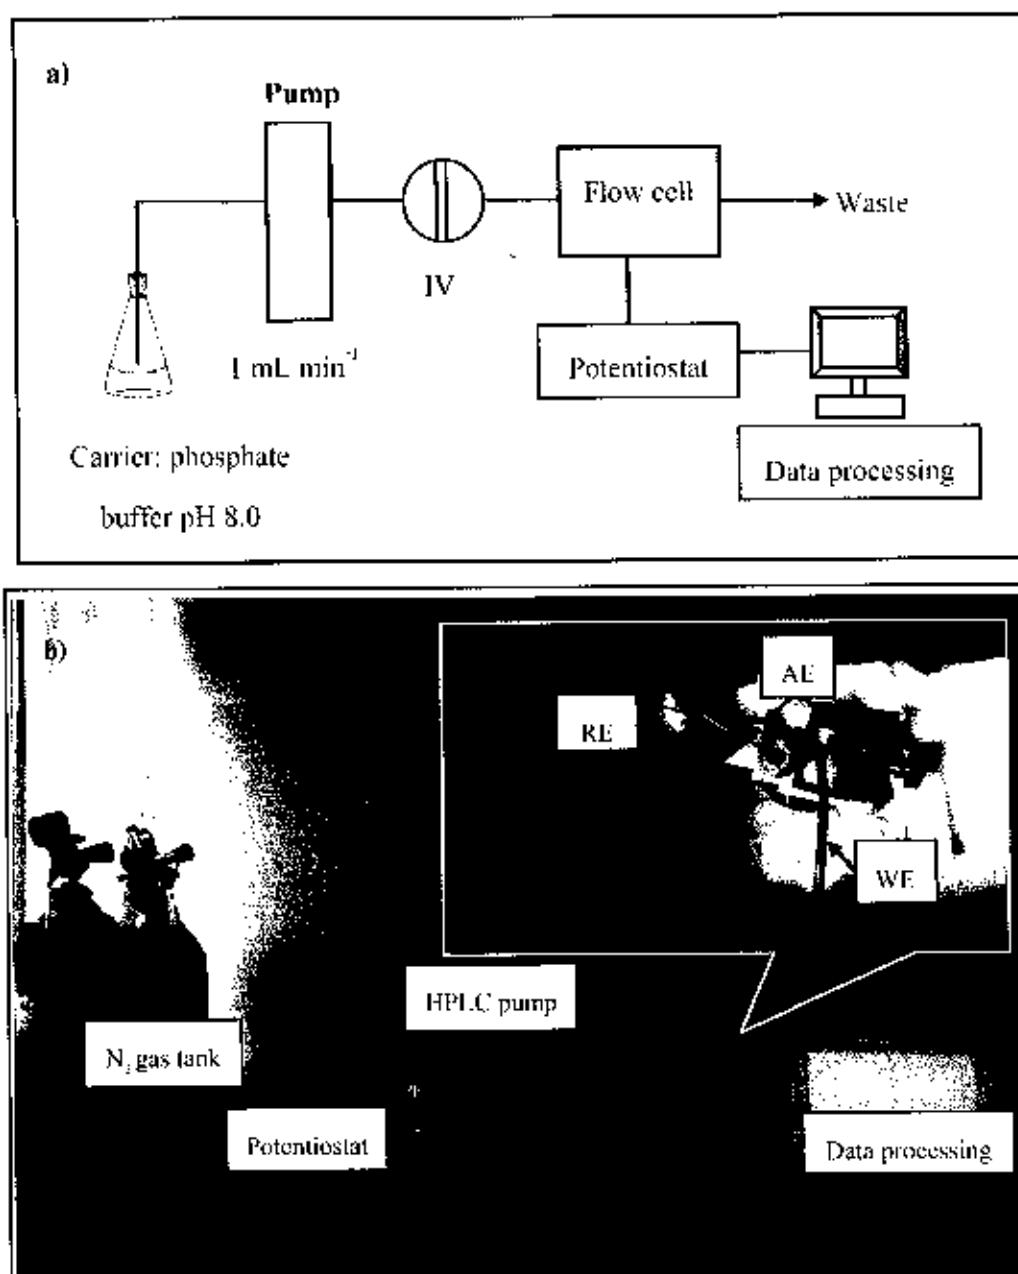 a)
Pump
Flow cell
Waste
IV
1 mL min⁻¹
Potentiostat
Carrier: phosphate
buffer pH 8.0
Data processing
b)
AE
RE
WE
HPLC pump
N₂ gas tank
Potentiostat
Data processing